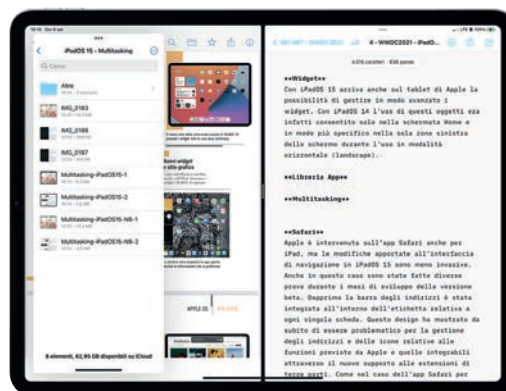 iPadOS 15 - Multitasking
Cerca
Altre
IMG_0183
IMG_0186
IMG_0187
Multitasking-iPadOS15-1
Multitasking-iPadOS15-2
Multitasking-iPadOS15-NB-1
Multitasking-iPadOS15-NB-2
8 elementi, 62,95 GB disponibili su iCloud
APPLE OS
4 - WWDC2021 - iPadO...
**Widget**
Con iPadOS 15 arriva anche sul tablet di Apple la
possibilità di gestire in modo avanzato i
widget. Con iPadOS 14 l'uso di questi oggetti era
infatti consentito solo nella schermata Home e
in modo più specifico nella sola zona sinistra
dello schermo durante l'uso in modalità
orizzontale (landscape).
**Libreria App**
**Multitasking**
**Safari**
Apple è intervenuta sull'app Safari anche per
iPad, ma le modifiche apportate all'interfaccia
di navigazione in iPadOS 15 sono meno invasive.
Anche in questo caso sono state fatte diverse
prove durante i mesi di sviluppo della versione
beta. Dapprima la barra degli indirizzi è stata
integrata all'interno dell'etichetta relativa a
ogni singola scheda. Questo design ha mostrato da
subito di essere problematico per la gestione
degli indirizzi e delle icone relative alle
funzioni previste da Apple e quelle integrabili
attraverso il nuovo supporto alle estensioni di
terze parti. Come nel caso dell'app Safari per